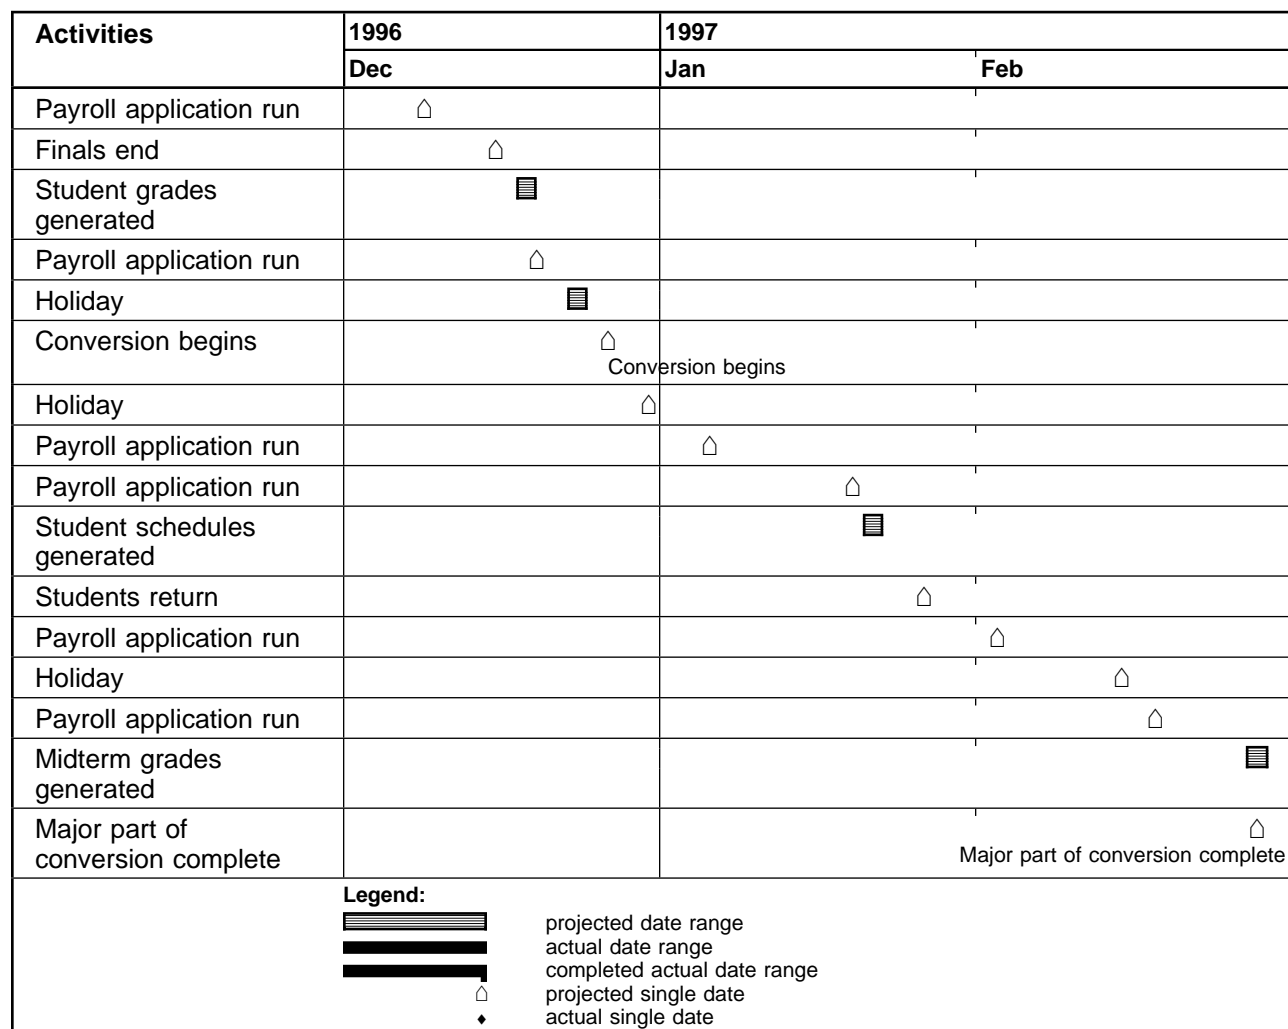 Activities
1996
1997
Dec
Jan
Feb
Payroll application run
Finals end
Student grades
generated
Payroll application run
Holiday
Conversion begins
Conversion begins
Holiday
Payroll application run
Payroll application run
Student schedules
generated
Students return
Payroll application run
Holiday
Payroll application run
Midterm grades
generated
Major part of
conversion complete
Major part of conversion complete
Legend:
projected date range
actual date range
completed actual date range
projected single date
actual single date